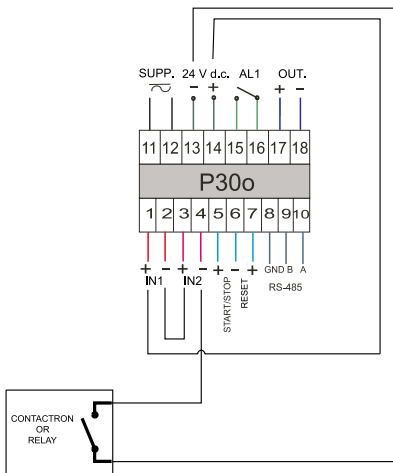 SUPP. 24 V d.c. AL1 OUT.
- + + -
11 12 13 14 15 16 17 18
P30o
1 2 3 4 5 6 7 8 9 10
+ - + - + - + GND B A
IN1 IN2 START/STOP RESET RS-485
CONTACTRON
OR
RELAY